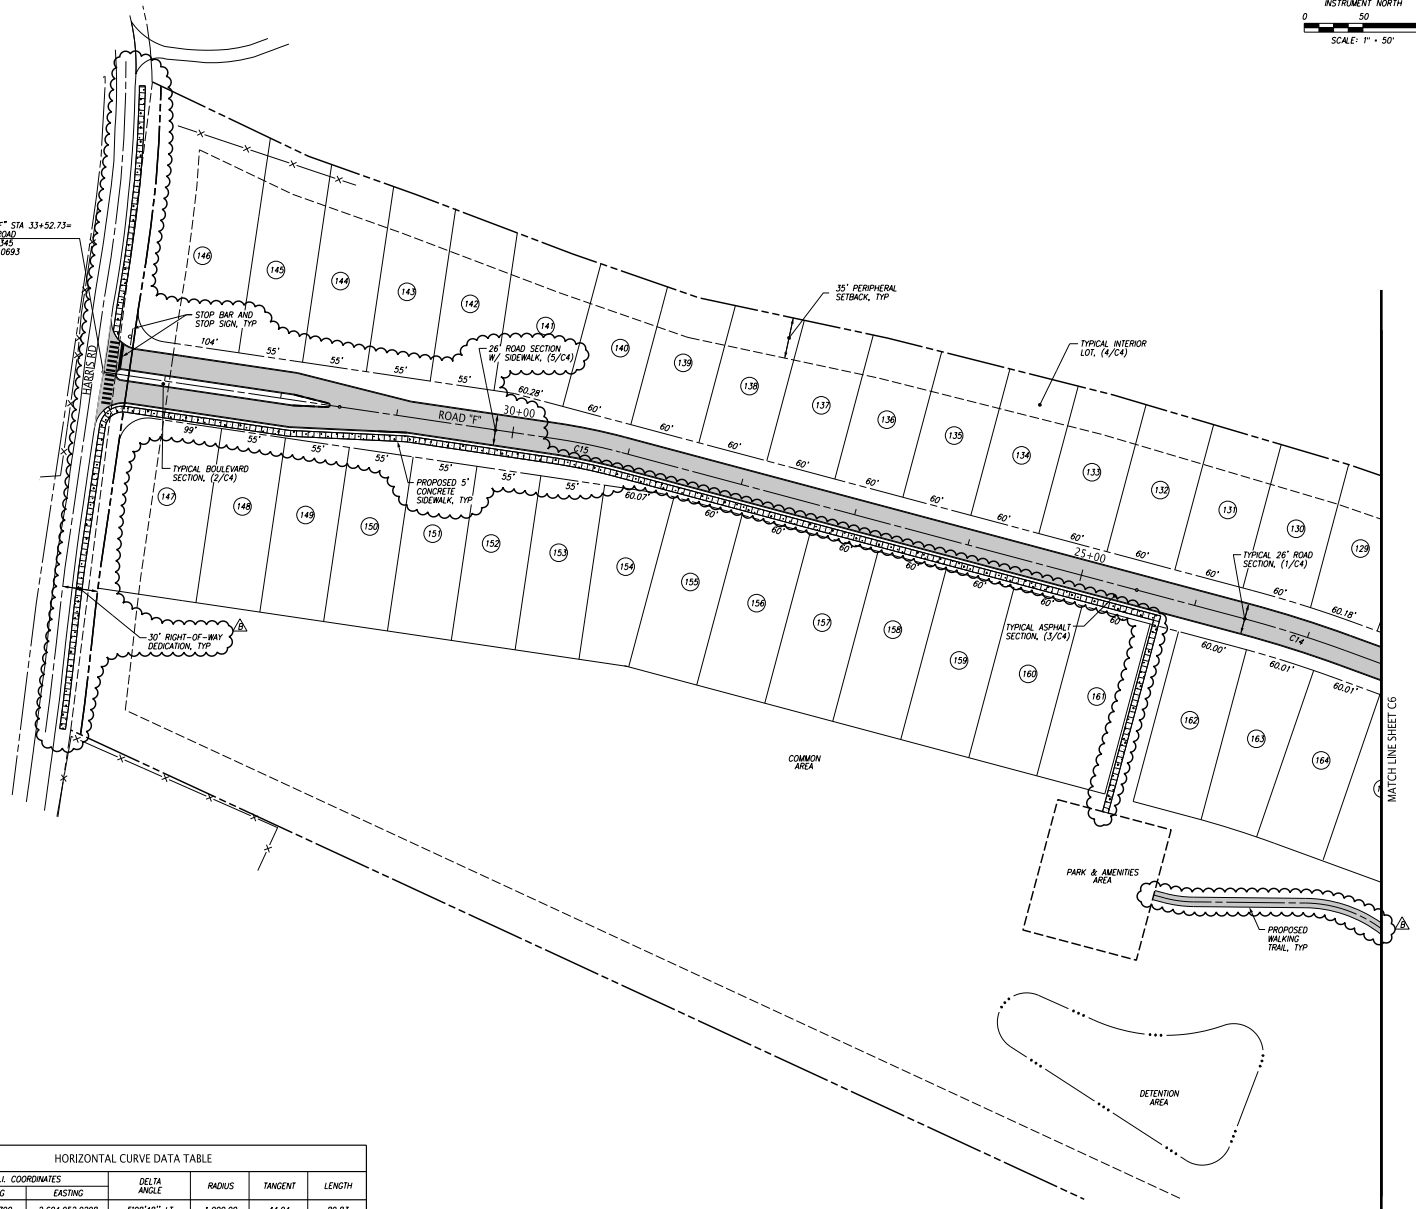 INSTRUMENT NORTH
0 50
SCALE: 1" = 50'
STA 33+52.73=
HARRIS RD
STOP BAR AND
STOP SIGN, TYP
146
145
144
143
142
141
140
139
138
137
136
135
134
133
132
131
130
129
35' PERIPHERAL
SETBACK, TYP
TYPICAL INTERIOR
LOT, (4/C4)
26' ROAD SECTION
W/ SIDEWALK, (5/C4)
104'
55'
55'
55'
55'
60.28'
60'
60'
60'
60'
60'
60'
60'
60'
60'
60'
60'
60.18'
ROAD "F"
30+00
C15
25+00
C14
TYPICAL 26' ROAD
SECTION, (1/C4)
99'
55'
55'
55'
55'
55'
55'
60.07'
60'
60'
60'
60'
60'
60'
60'
60.00'
60.01'
60.01'
TYPICAL BOULEVARD
SECTION, (2/C4)
PROPOSED 5'
CONCRETE
SIDEWALK, TYP
TYPICAL ASPHALT
SECTION, (3/C4)
147
148
149
150
151
152
153
154
155
156
157
158
159
160
161
162
163
164
30' RIGHT-OF-WAY
DEDICATION, TYP
B
COMMON
AREA
MATCH LINE SHEET C6
PARK & AMENITIES
AREA
PROPOSED
WALKING
TRAIL, TYP
B
DETENTION
AREA
HORIZONTAL CURVE DATA TABLE
COORDINATES
DELTA
ANGLE
RADIUS
TANGENT
LENGTH
EASTING